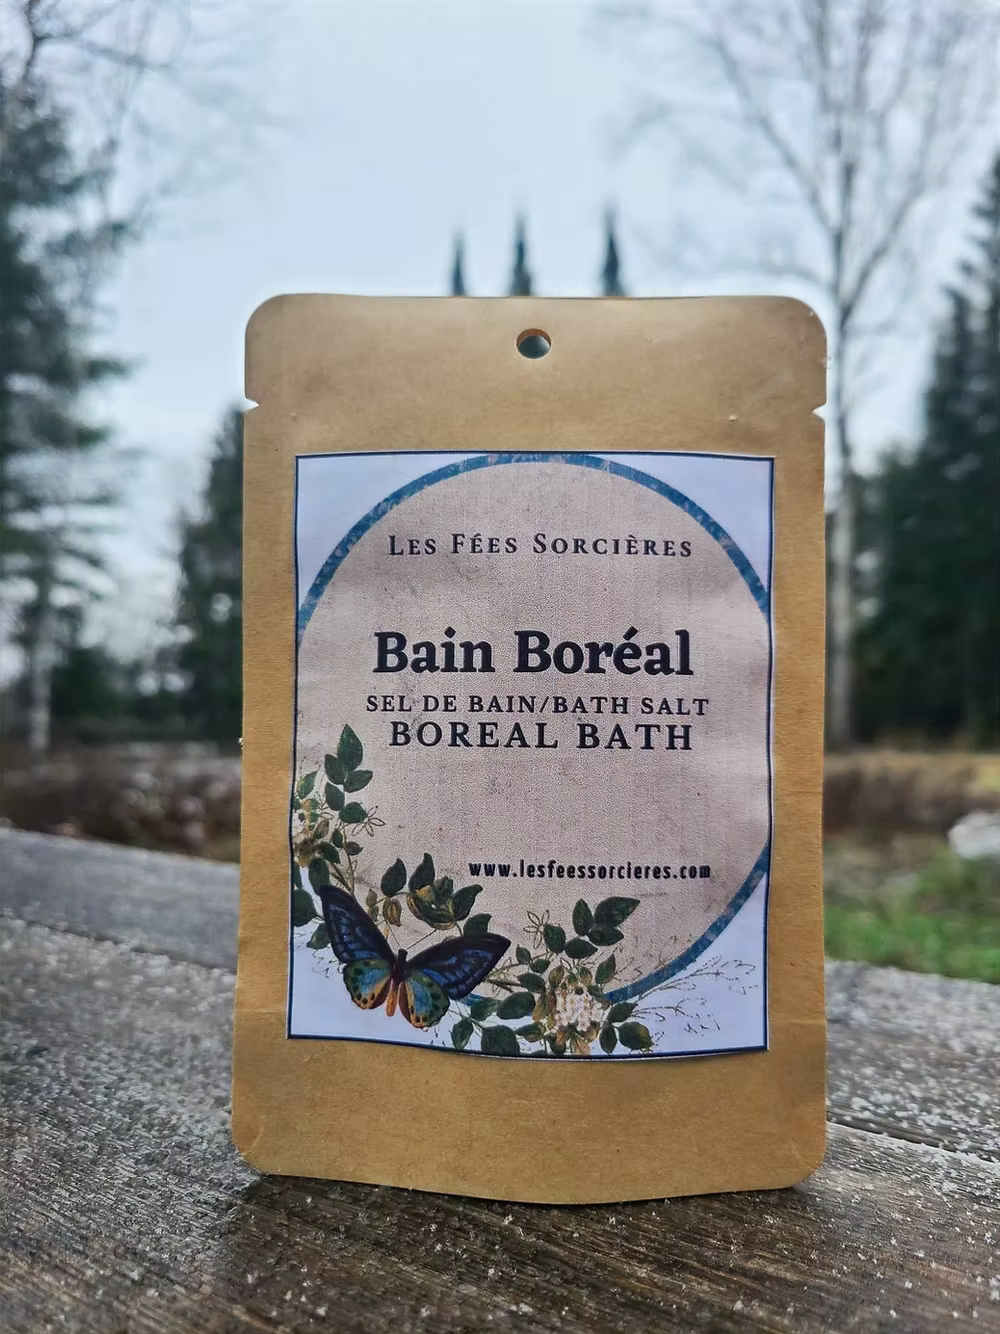 Les Fées Sorcières
Bain Boréal
SEL DE BAIN/BATH SALT
BOREAL BATH
www.lesfeessorcieres.com